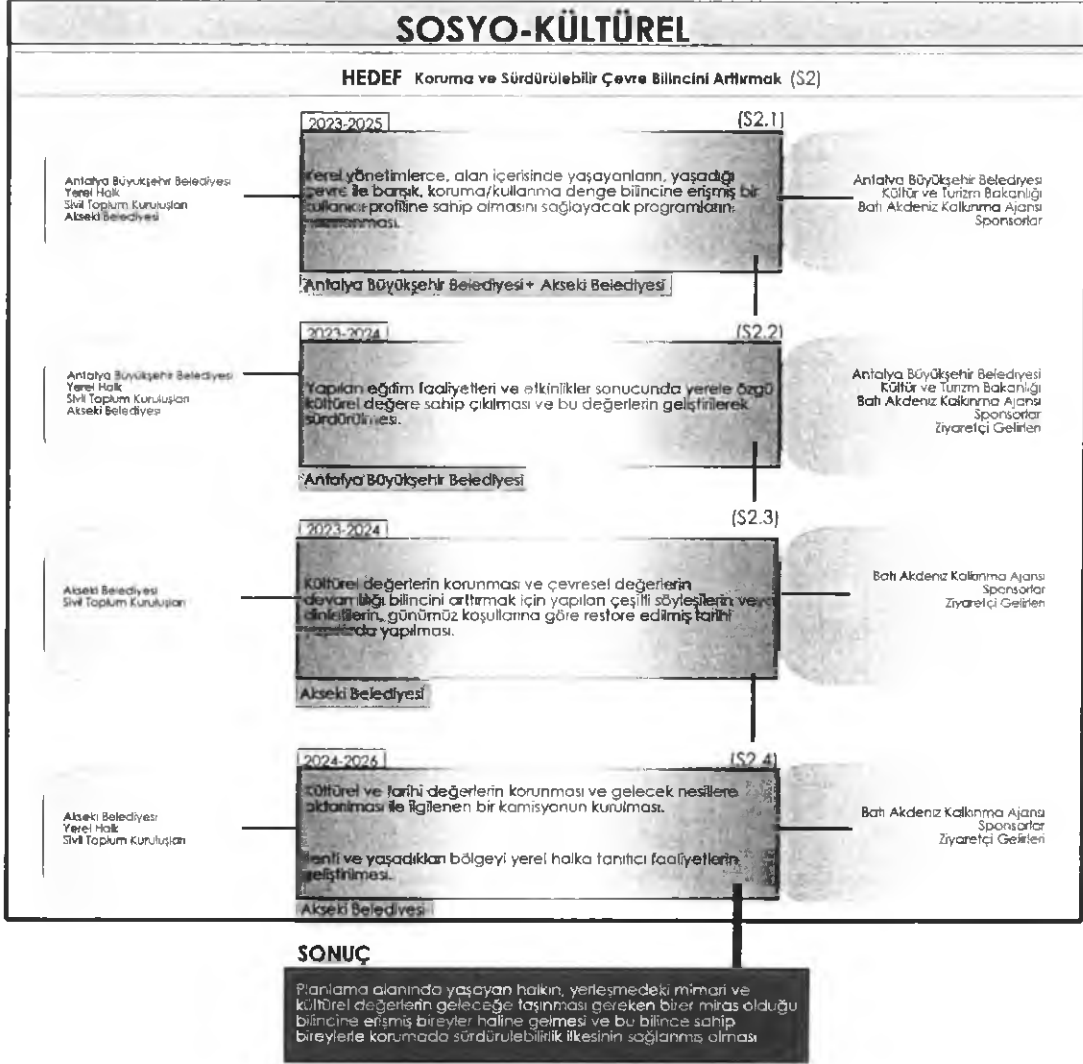 SOSYO-KÜLTÜREL
HEDEF Koruma ve Sürdürülebilir Çevre Bilincini Arttırmak (S2)
2023-2025
(S2.1)
Antalya Büyükşehir Belediyesi
Yerel Halk
Sivil Toplum Kuruluşları
Akseki Belediyesi
Yerel yönetimlerce, alan içerisinde yaşayanların, yaşadığı
çevre ile barışık, koruma/kullanma denge bilincine erişmiş bir
kullanıcı profiline sahip olmasını sağlayacak programların
Antalya Büyükşehir Belediyesi
Kültür ve Turizm Bakanlığı
Batı Akdeniz Kalkınma Ajansı
Sponsorlar
Antalya Büyükşehir Belediyesi+ Akseki Belediyesi
2023-2024
(S2.2)
Antalya Büyükşehir Belediyesi
Yerel Halk
Sivil Toplum Kuruluşları
Akseki Belediyesi
Yapılan eğitim faaliyetleri ve etkinlikler sonucunda yerele özgü
kültürel değere sahip çıkılması ve bu değerlerin geliştirilerek
sürdürülmesi.
Antalya Büyükşehir Belediyesi
Kültür ve Turizm Bakanlığı
Batı Akdeniz Kalkınma Ajansı
Sponsorlar
Ziyaretçi Gelirleri
Antalya Büyükşehir Belediyesi
2023-2024
(S2.3)
Akseki Belediyesi
Sivil Toplum Kuruluşları
Kültürel değerlerin korunması ve çevresel değerlerin
devamlılığı bilincini arttırmak için yapılan çeşitli söyleşilerin veya
dinletilerin, günümüz koşullarına göre restore edilmiş tarihi
yapılması.
Batı Akdeniz Kalkınma Ajansı
Sponsorlar
Ziyaretçi Gelirleri
Akseki Belediyesi
2024-2026
(S2.4)
Akseki Belediyesi
Yerel Halk
Sivil Toplum Kuruluşları
Kültürel ve tarihi değerlerin korunması ve gelecek nesillere
aktarılması ile ilgilenen bir komisyonun kurulması.
Kenti ve yaşadıkları bölgeyi yerel halka tanıtıcı faaliyetlerin
geliştirilmesi.
Batı Akdeniz Kalkınma Ajansı
Sponsorlar
Ziyaretçi Gelirleri
Akseki Belediyesi
SONUÇ
Planlama alanında yaşayan halkın, yerleşmedeki mimari ve
kültürel değerlerin geleceğe taşınması gereken birer miras olduğu
bilincine erişmiş bireyler haline gelmesi ve bu bilince sahip
bireylerle korumada sürdürülebilirlik ilkesinin sağlanmış olması